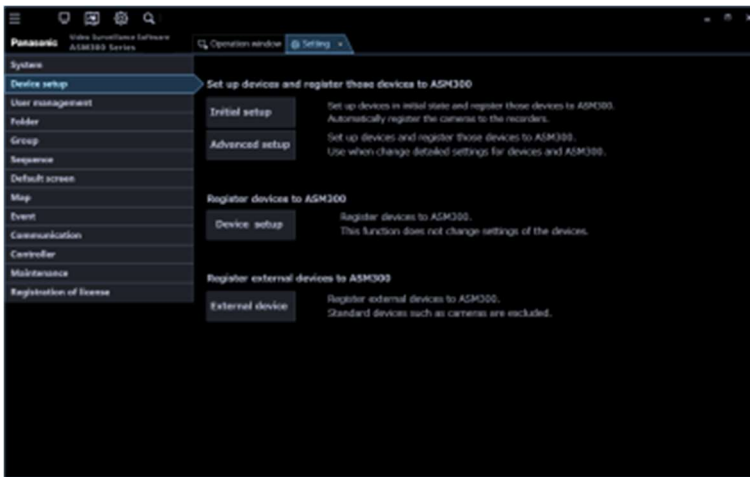 Panasonic
Video Surveillance Software
ASM300 Series
Operation window
Setting
System
Device setup
User management
Folder
Group
Sequence
Default screen
Map
Event
Communication
Controller
Maintenance
Registration of license
Set up devices and register those devices to ASM300
Initial setup
Set up devices in initial state and register those devices to ASM300.
Automatically register the cameras to the recorders.
Advanced setup
Set up devices and register those devices to ASM300.
Use when change detailed settings for devices and ASM300.
Register devices to ASM300
Device setup
Register devices to ASM300.
This function does not change settings of the devices.
Register external devices to ASM300
External device
Register external devices to ASM300.
Standard devices such as cameras are excluded.